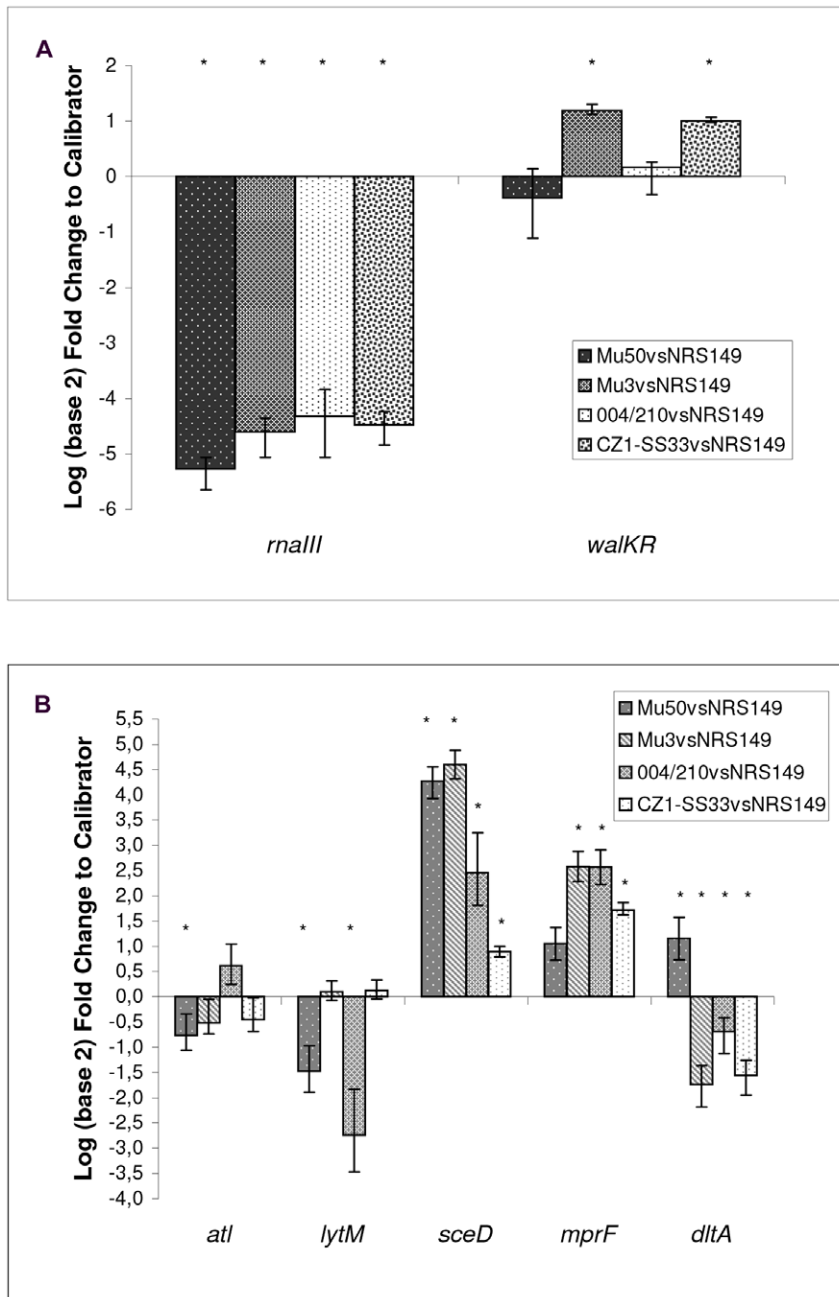 A
Log (base 2) Fold Change to Calibrator
2
1
0
-1
-2
-3
-4
-5
-6
* * * * * *
Mu50vsNRS149
Mu3vsNRS149
004/210vsNRS149
CZ1-SS33vsNRS149
rnaIII walKR
B
Log (base 2) Fold Change to Calibrator
5,5
5,0
4,5
4,0
3,5
3,0
2,5
2,0
1,5
1,0
0,5
0,0
-0,5
-1,0
-1,5
-2,0
-2,5
-3,0
-3,5
-4,0
Mu50vsNRS149
Mu3vsNRS149
004/210vsNRS149
CZ1-SS33vsNRS149
* *
*
* *
*
* * * *
* * *
*
atl lytM sceD mprF dltA